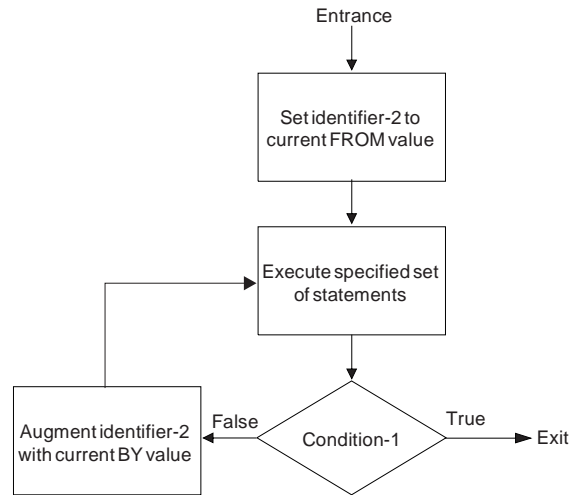 Entrance
Set identifier-2 to
current FROM value
Execute specified set
of statements
False
True
Augment identifier-2
with current BY value
Condition-1
Exit